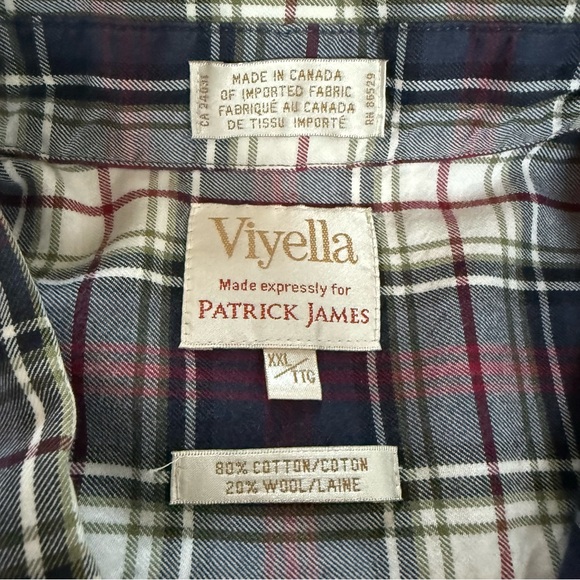 MADE IN CANADA
OF IMPORTED FABRIC
FABRIQUÉ AU CANADA
DE TISSU IMPORTÉ
CA 24031
RN 86529
Viyella
Made expressly for
PATRICK JAMES
XXL/TTG
80% COTTON/COTON
20% WOOL/LAINE